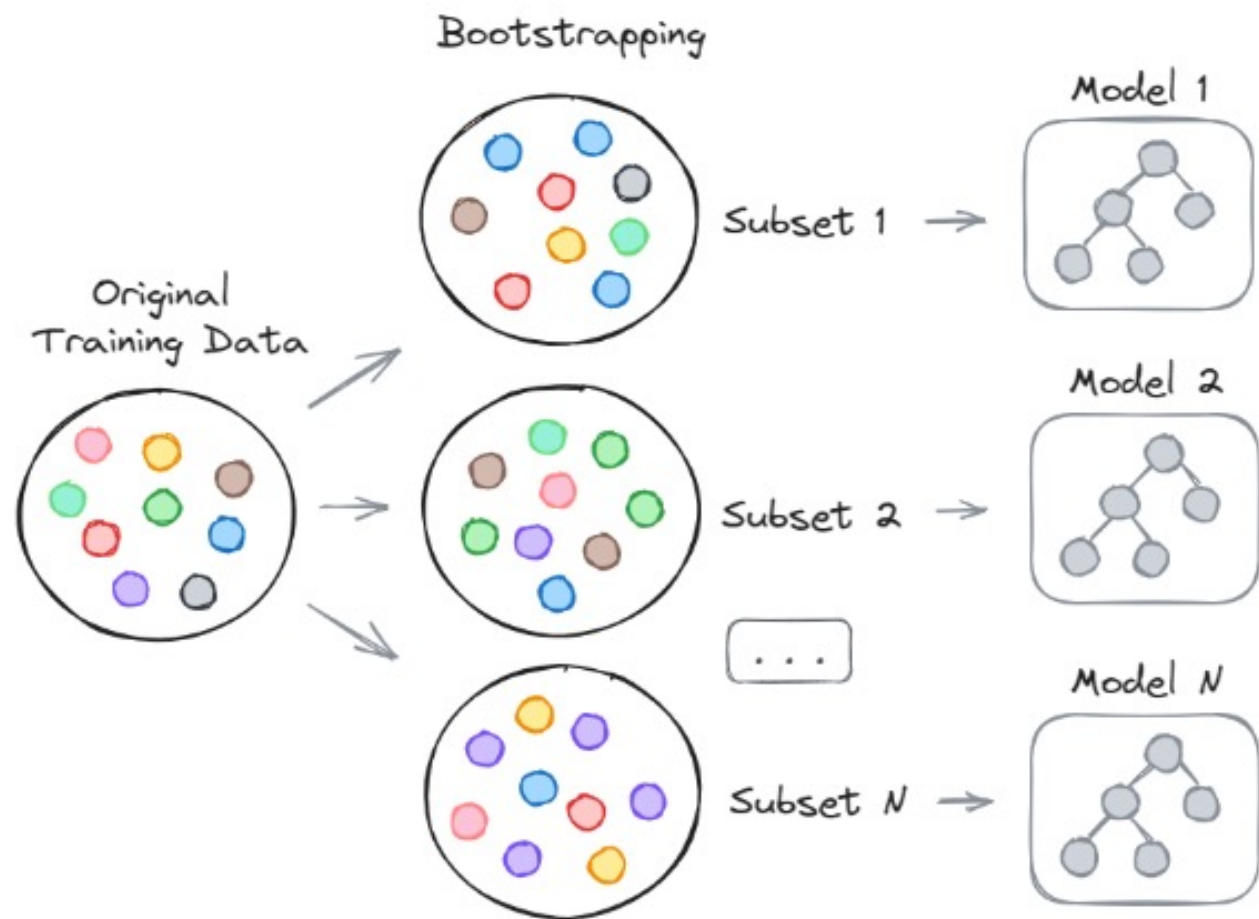 Bootstrapping
Model 1
Subset 1
Original
Training Data
Model 2
Subset 2
...
Model N
Subset N